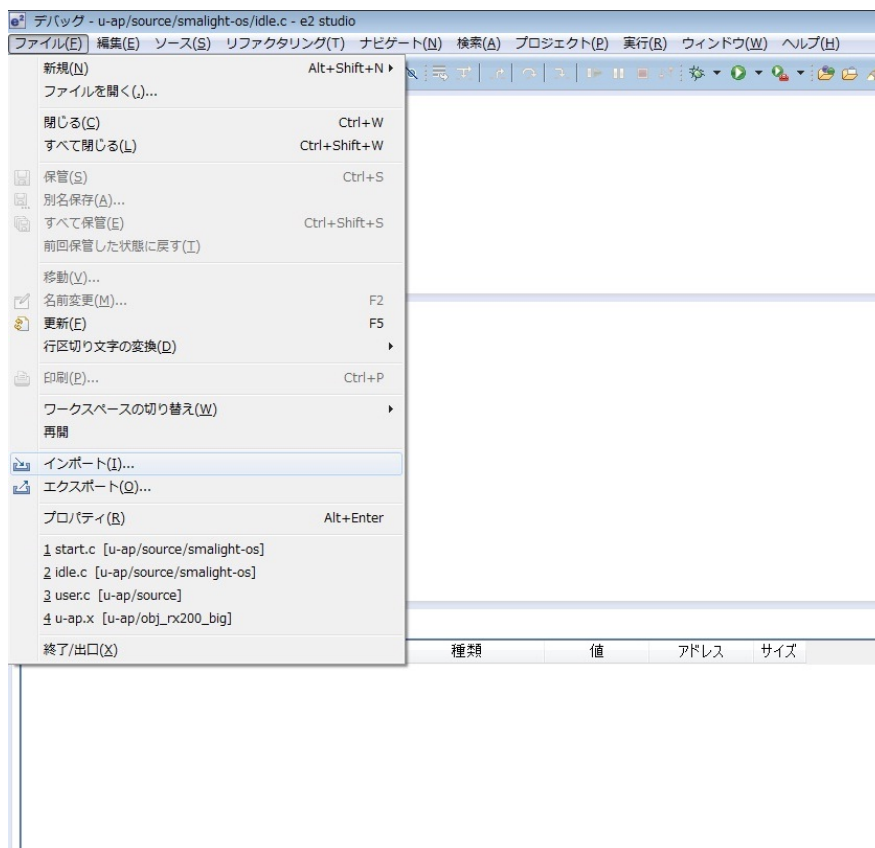 e² デバッグ - u-ap/source/smalight-os/idle.c - e2 studio
ファイル(F) 編集(E) ソース(S) リファクタリング(T) ナビゲート(N) 検索(A) プロジェクト(P) 実行(R) ウィンドウ(W) ヘルプ(H)
新規(N) Alt+Shift+N
ファイルを開く(.)...
閉じる(C) Ctrl+W
すべて閉じる(L) Ctrl+Shift+W
保管(S) Ctrl+S
別名保存(A)...
すべて保管(E) Ctrl+Shift+S
前回保管した状態に戻す(T)
移動(V)...
名前変更(M)... F2
更新(F) F5
行区切り文字の変換(D)
印刷(P)... Ctrl+P
ワークスペースの切り替え(W)
再開
インポート(I)...
エクスポート(O)...
プロパティ(R) Alt+Enter
1 start.c [u-ap/source/smalight-os]
2 idle.c [u-ap/source/smalight-os]
3 user.c [u-ap/source]
4 u-ap.x [u-ap/obj_rx200_big]
終了/出口(X)
種類 値 アドレス サイズ